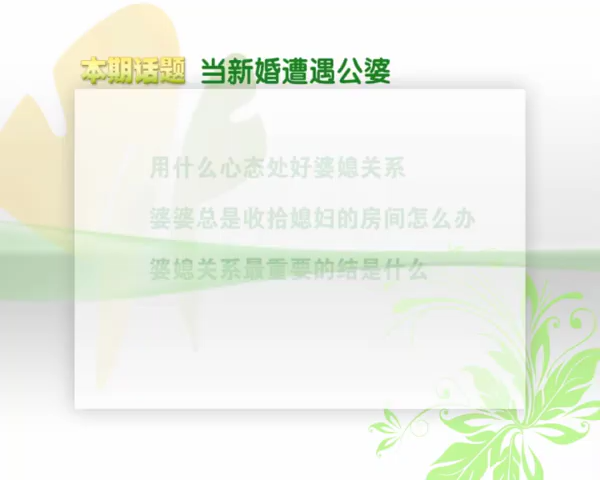 本期话题 当新婚遭遇公婆
用什么心态处好婆媳关系
婆婆总是收拾媳妇的房间怎么办
婆媳关系最重要的结是什么